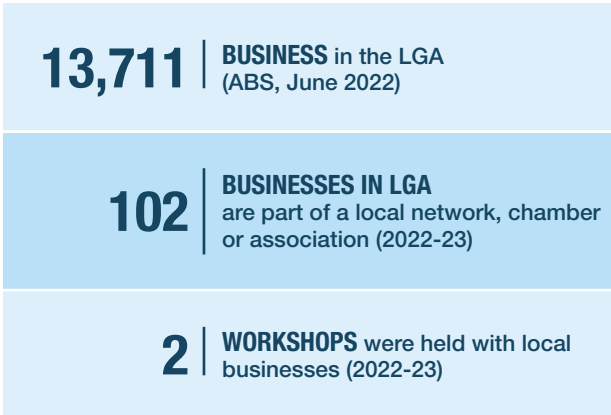 13,711
BUSINESS in the LGA
(ABS, June 2022)
102
BUSINESSES IN LGA
are part of a local network, chamber
or association (2022-23)
2
WORKSHOPS were held with local
businesses (2022-23)